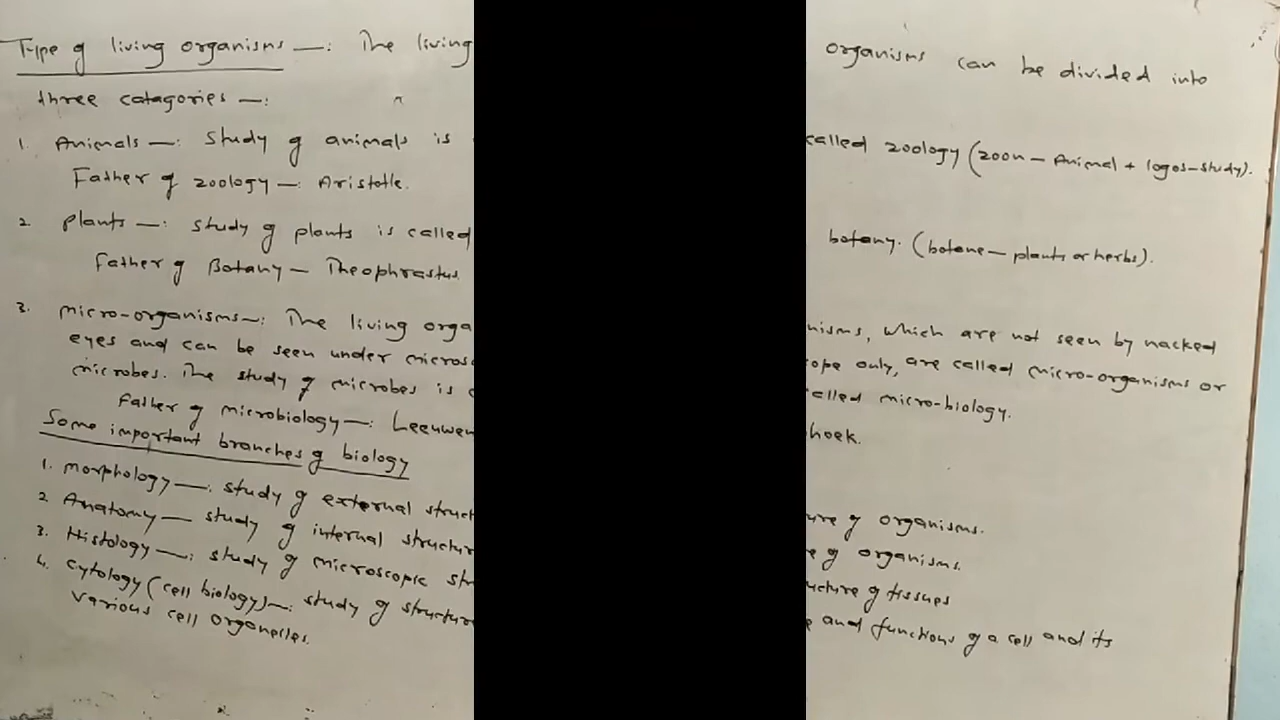 Type of living organisms —: The living organisms can be divided into
three catagories —:
1. Animals —: Study of animals is called zoology (zoon — Animal + logos — study).
Father of zoology —: Aristotle.
2. Plants —: study of plants is called botany. (botane — plants or herbs).
Father of Botany — Theophrastus.
3. micro-organisms —: The living organisms, which are not seen by nacked
eyes and can be seen under microscope only, are called micro-organisms or
microbes. The study of microbes is called micro-biology.
Father of microbiology —: Leeuwenhoek.
Some important branches of biology
1. Morphology —: study of external structure of organisms.
2. Anatomy — study of internal structure of organisms.
3. Histology —: study of microscopic structure of tissues
4. Cytology (cell biology) —: study of structure and functions of a cell and its
various cell organelles.